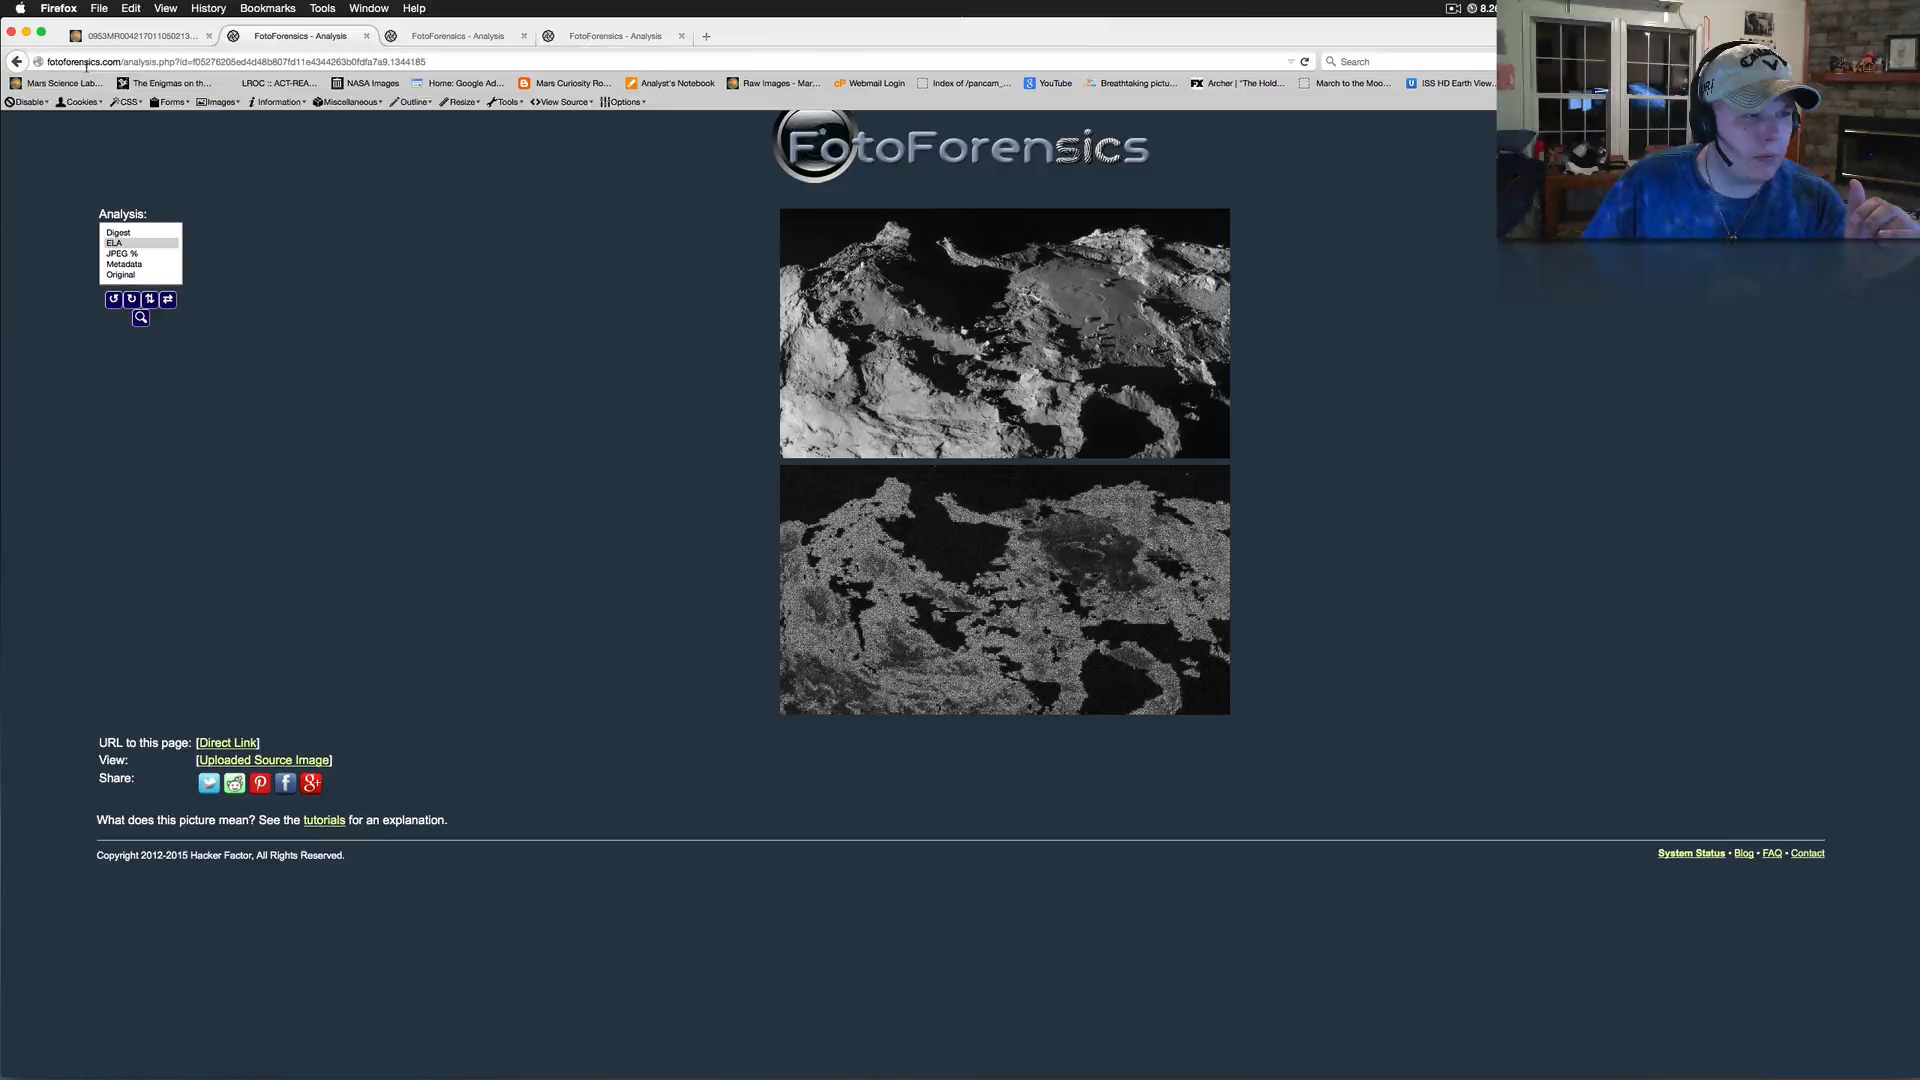 Firefox File Edit View History Bookmarks Tools Window Help 8.20
0953MR004217011050213... FotoForensics - Analysis FotoForensics - Analysis FotoForensics - Analysis
fotoforensics.com/analysis.php?id=f05276205ed4d48b807fd11e4344263b0fdfa7a9.1344185 Search
Mars Science Lab... The Enigmas on th... LROC :: ACT-REA... NASA Images Home: Google Ad... Mars Curiosity Ro... Analyst's Notebook Raw Images - Mar... Webmail Login Index of /pancam_... YouTube Breathtaking pictu... Archer | "The Hold... March to the Moo... ISS HD Earth View...
Disable Cookies CSS Forms Images Information Miscellaneous Outline Resize Tools View Source Options
FotoForensics
Analysis:
Digest
ELA
JPEG %
Metadata
Original
URL to this page: [Direct Link]
View: [Uploaded Source Image]
Share:
What does this picture mean? See the tutorials for an explanation.
Copyright 2012-2015 Hacker Factor, All Rights Reserved.
System Status • Blog • FAQ • Contact